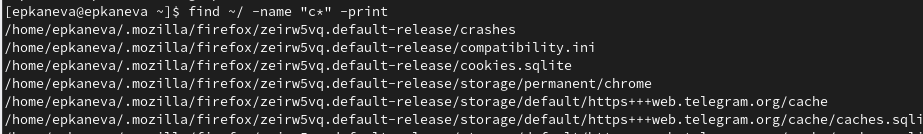 [epkaneva@epkaneva ~]$ find ~/ -name "c*" -print
/home/epkaneva/.mozilla/firefox/zeirw5vq.default-release/crashes
/home/epkaneva/.mozilla/firefox/zeirw5vq.default-release/compatibility.ini
/home/epkaneva/.mozilla/firefox/zeirw5vq.default-release/cookies.sqlite
/home/epkaneva/.mozilla/firefox/zeirw5vq.default-release/storage/permanent/chrome
/home/epkaneva/.mozilla/firefox/zeirw5vq.default-release/storage/default/https+++web.telegram.org/cache
/home/epkaneva/.mozilla/firefox/zeirw5vq.default-release/storage/default/https+++web.telegram.org/cache/caches.sqli